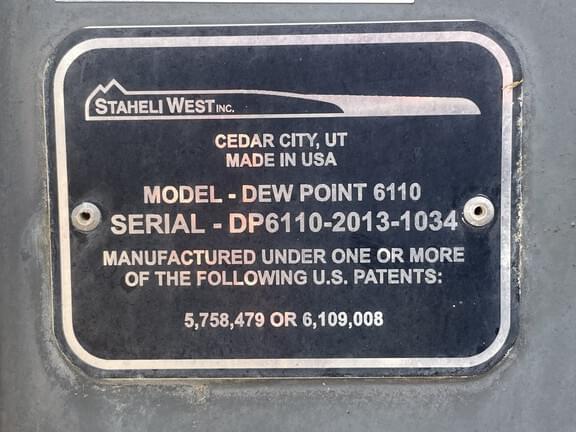 STAHELI WEST INC.
CEDAR CITY, UT
MADE IN USA
MODEL - DEW POINT 6110
SERIAL - DP6110-2013-1034
MANUFACTURED UNDER ONE OR MORE
OF THE FOLLOWING U.S. PATENTS:
5,758,479 OR 6,109,008